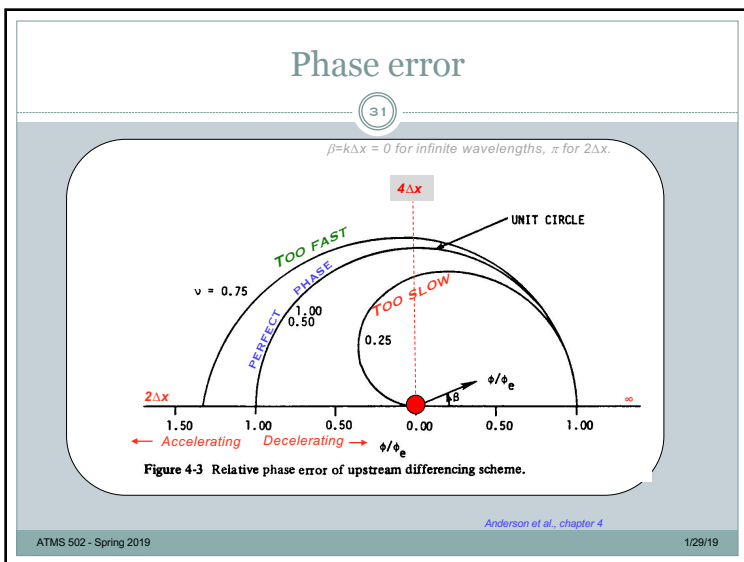 Phase error
31
β=kΔx = 0 for infinite wavelengths, π for 2Δx.
4Δx
UNIT CIRCLE
TOO FAST
PERFECT PHASE
TOO SLOW
ν = 0.75
1.00
0.50
0.25
ϕ/ϕe
β
2Δx
∞
1.50 1.00 0.50 0.00 0.50 1.00
← Accelerating Decelerating →
ϕ/ϕe
Figure 4-3 Relative phase error of upstream differencing scheme.
Anderson et al., chapter 4
ATMS 502 - Spring 2019
1/29/19